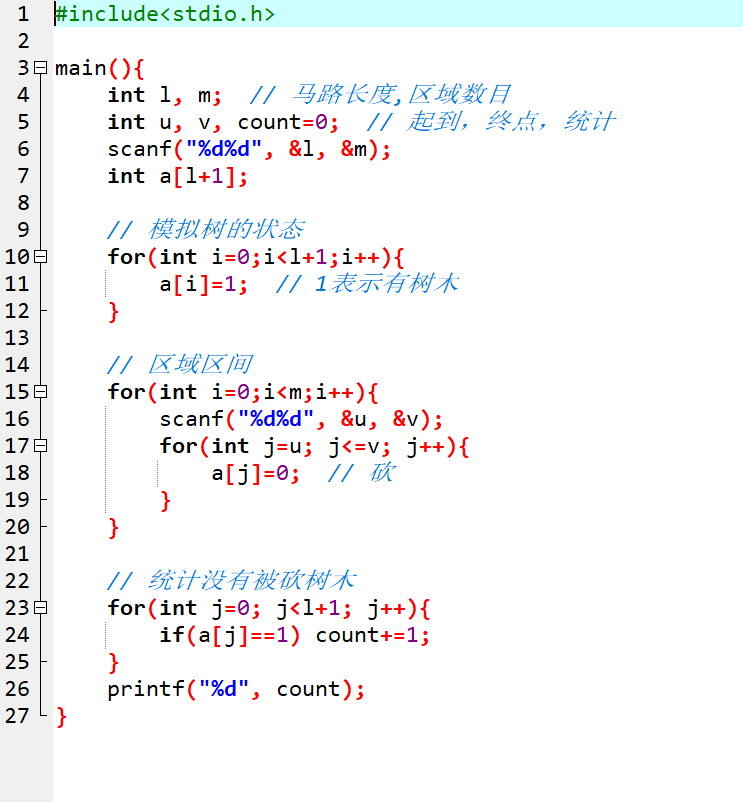 1 #include<stdio.h>
2
3 main(){
4 int l, m; // 马路长度,区域数目
5 int u, v, count=0; // 起到，终点，统计
6 scanf("%d%d", &l, &m);
7 int a[l+1];
8
9 // 模拟树的状态
10 for(int i=0;i<l+1;i++){
11 a[i]=1; // 1表示有树木
12 }
13
14 // 区域区间
15 for(int i=0;i<m;i++){
16 scanf("%d%d", &u, &v);
17 for(int j=u; j<=v; j++){
18 a[j]=0; // 砍
19 }
20 }
21
22 // 统计没有被砍树木
23 for(int j=0; j<l+1; j++){
24 if(a[j]==1) count+=1;
25 }
26 printf("%d", count);
27 }